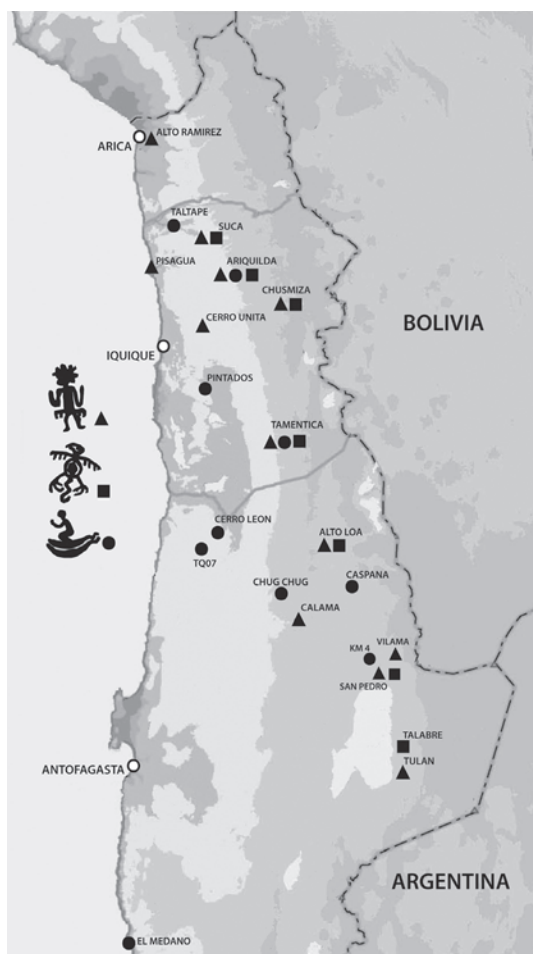 ALTO RAMIREZ
ARICA
TALTAPE
SUCA
PISAGUA
ARIQUILDA
CHUSMIZA
CERRO UNITA
BOLIVIA
IQUIQUE
PINTADOS
TAMENTICA
CERRO LEON
ALTO LOA
TQ07
CHUG CHUG
CASPANA
CALAMA
VILAMA
KM 4
SAN PEDRO
TALABRE
ANTOFAGASTA
TULAN
ARGENTINA
EL MEDANO